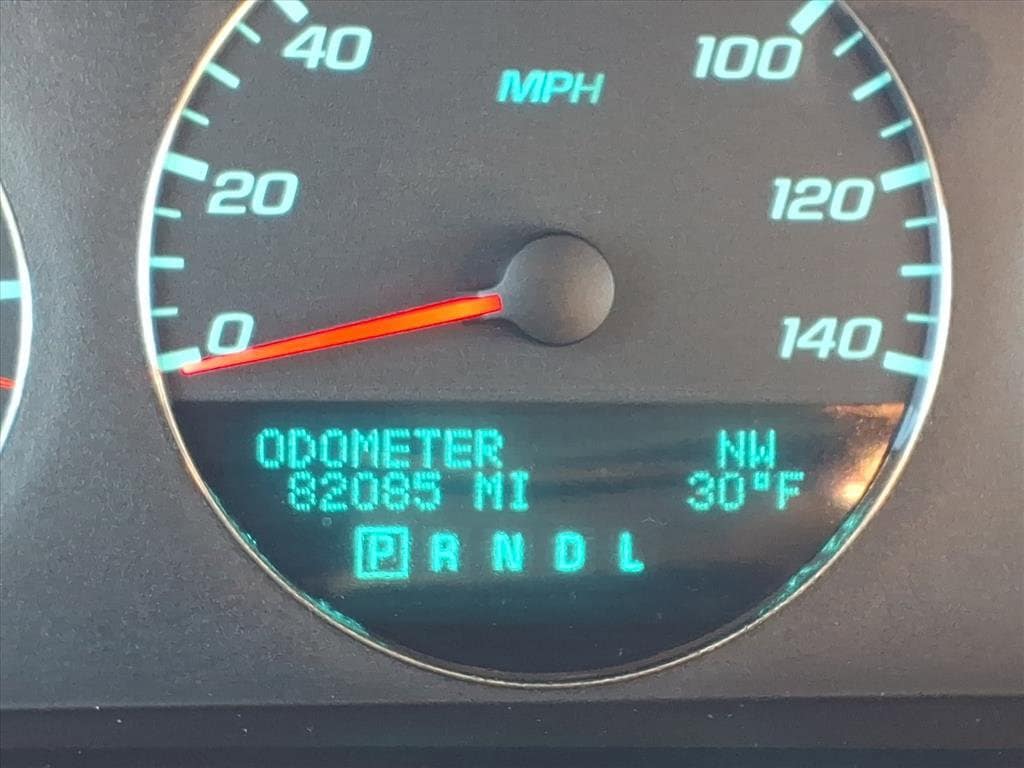 40 100
MPH
20 120
0 140
ODOMETER NW
82085 MI 30°F
P R N D L